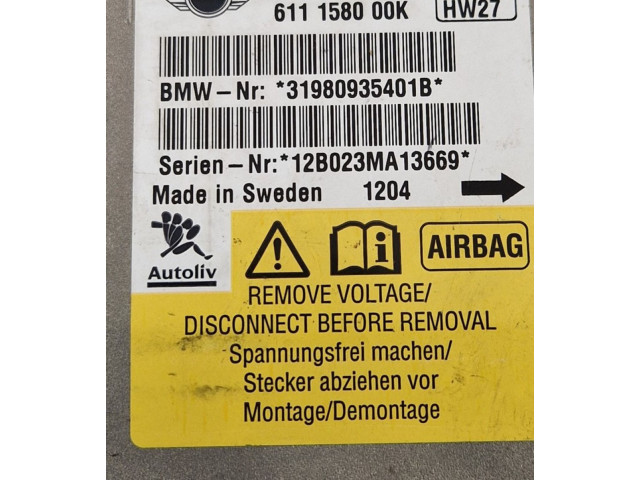 611 1580 00K HW27
BMW-Nr: *31980935401B*
Serien-Nr:*12B023MA13669*
Made in Sweden 1204
Autoliv
AIRBAG
REMOVE VOLTAGE/
DISCONNECT BEFORE REMOVAL
Spannungsfrei machen/
Stecker abziehen vor
Montage/Demontage